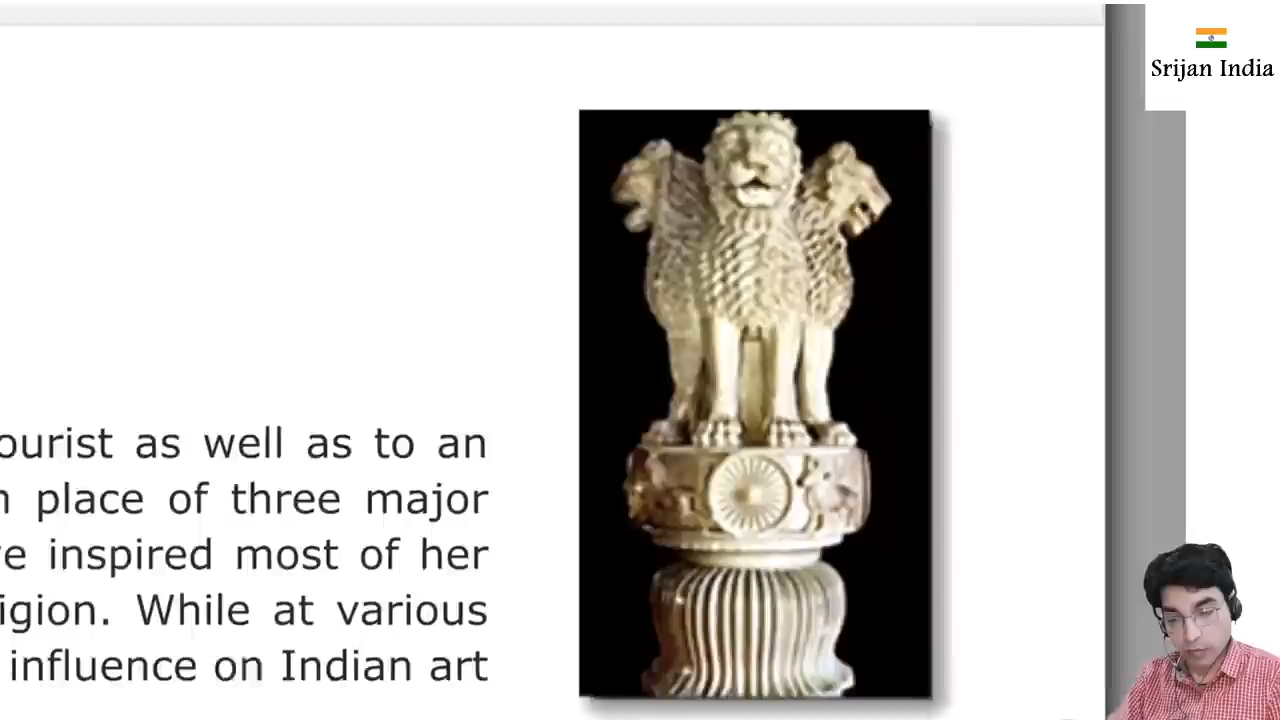 Srijan India
ourist as well as to an
place of three major
inspired most of her
igion. While at various
influence on Indian art